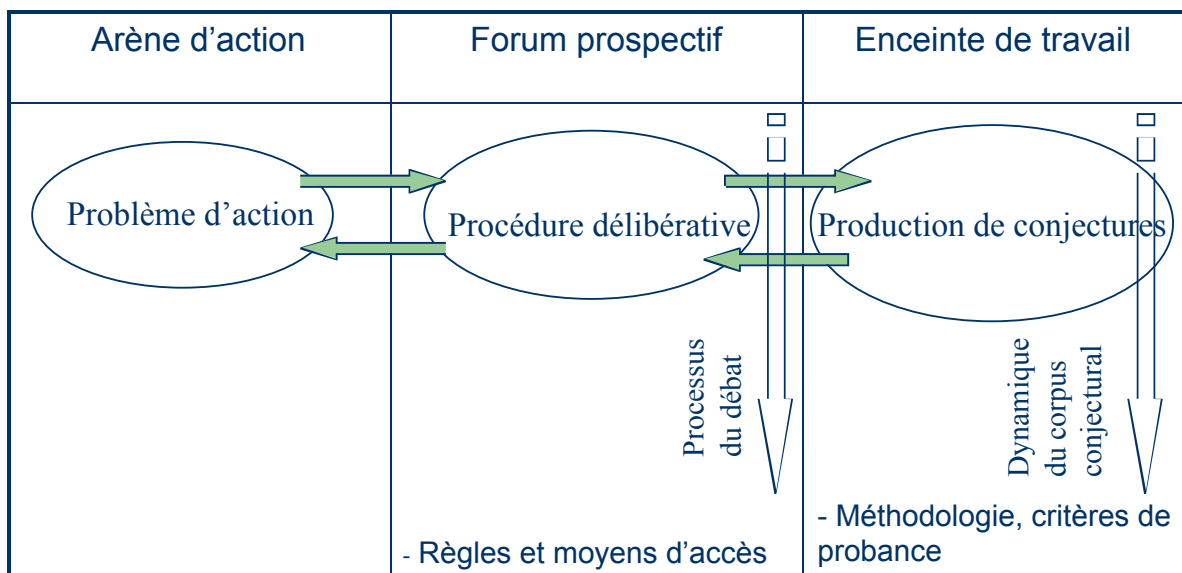 Arène d'action
Forum prospectif
Enceinte de travail
Problème d'action
Procédure délibérative
Production de conjectures
Processus
du débat
Dynamique
du corpus
conjectural
- Règles et moyens d'accès
- Méthodologie, critères de
probance